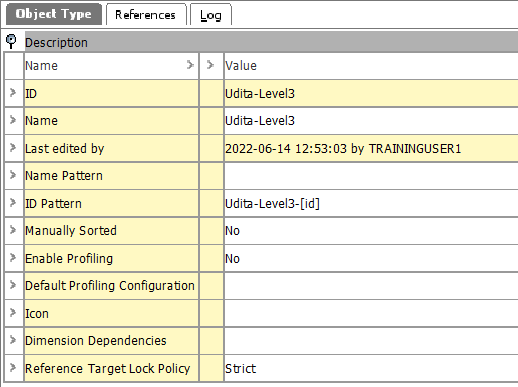 Object Type References Log
Description
Name > > Value
ID Udita-Level3
Name Udita-Level3
Last edited by 2022-06-14 12:53:03 by TRAININGUSER1
Name Pattern
ID Pattern Udita-Level3-[id]
Manually Sorted No
Enable Profiling No
Default Profiling Configuration
Icon
Dimension Dependencies
Reference Target Lock Policy Strict